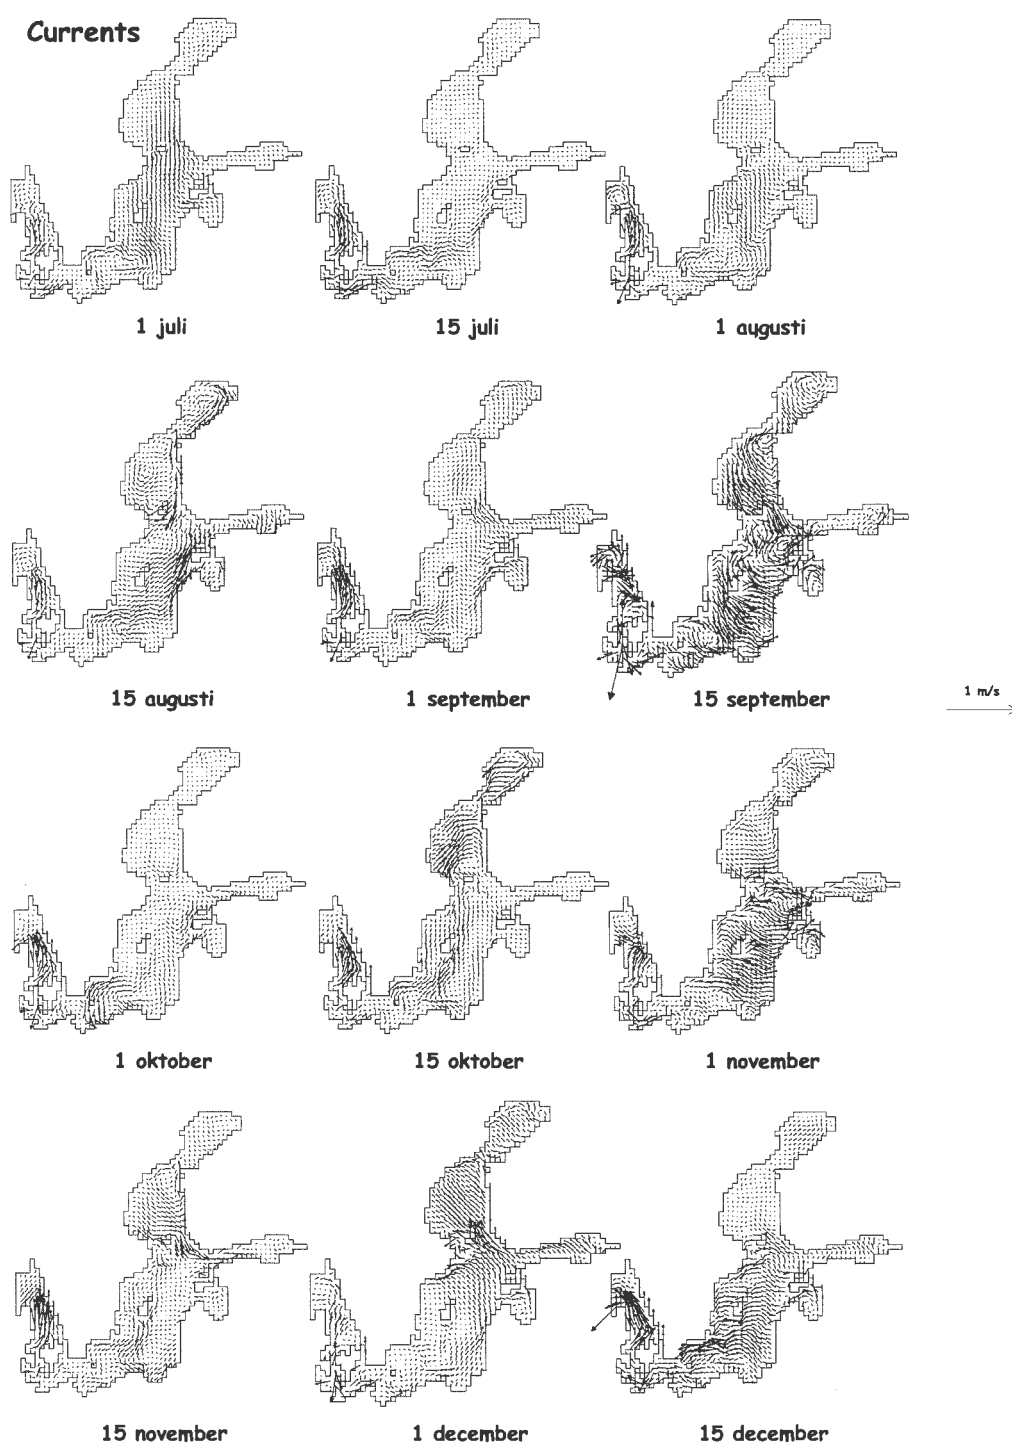 Currents
1 juli
15 juli
1 augusti
15 augusti
1 september
15 september
1 m/s
1 oktober
15 oktober
1 november
15 november
1 december
15 december